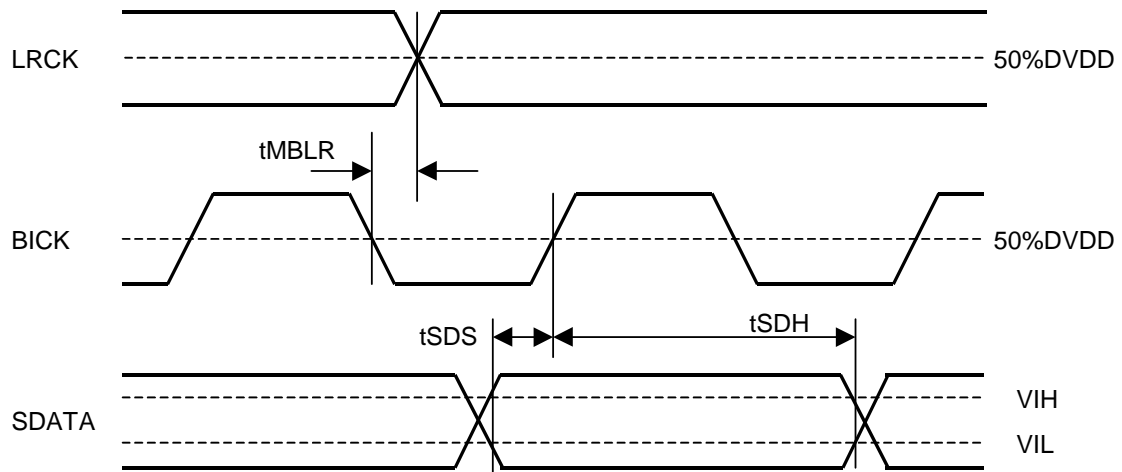 LRCK 50%DVDD
tMBLR
BICK 50%DVDD
tSDS tSDH
SDATA VIH
VIL